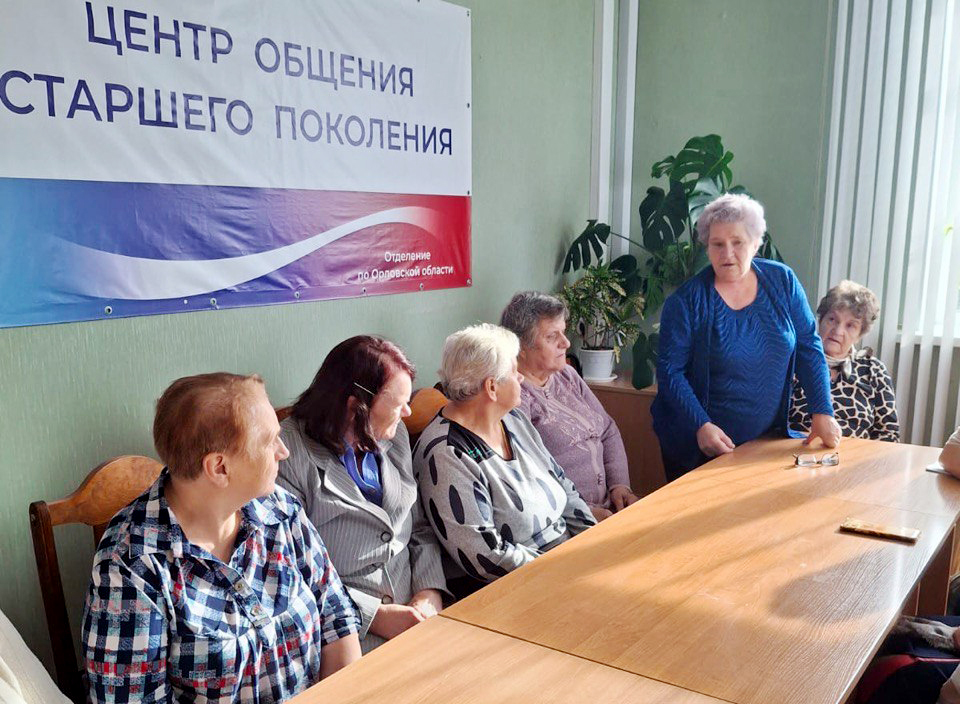 ЦЕНТР ОБЩЕНИЯ
СТАРШЕГО ПОКОЛЕНИЯ
Отделение
по Орловской области